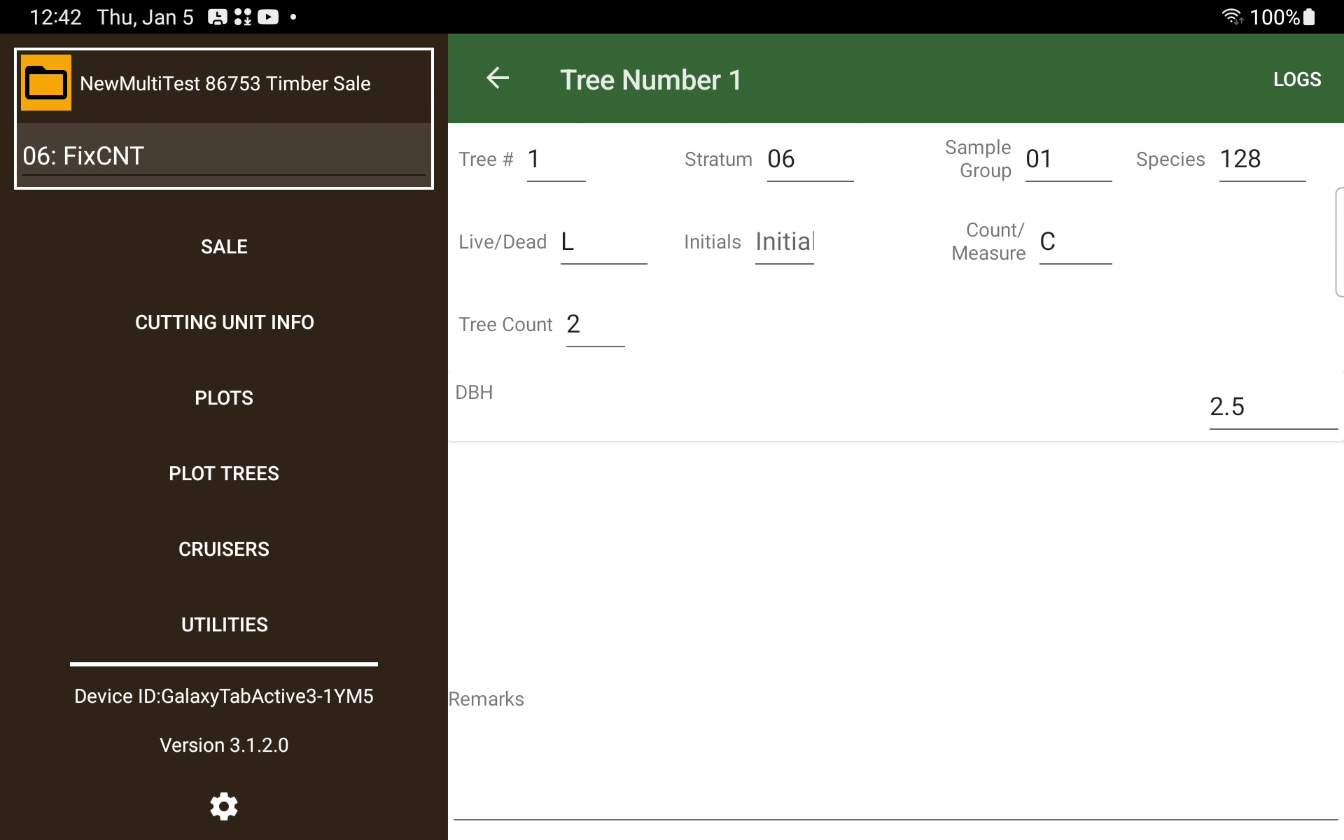 12:42 Thu, Jan 5
100%
NewMultiTest 86753 Timber Sale
06: FixCNT
SALE
CUTTING UNIT INFO
PLOTS
PLOT TREES
CRUISERS
UTILITIES
Device ID:GalaxyTabActive3-1YM5
Version 3.1.2.0
Tree Number 1
LOGS
Tree # 1
Stratum 06
Sample
Group 01
Species 128
Live/Dead L
Initials Initial
Count/
Measure C
Tree Count 2
DBH
2.5
Remarks